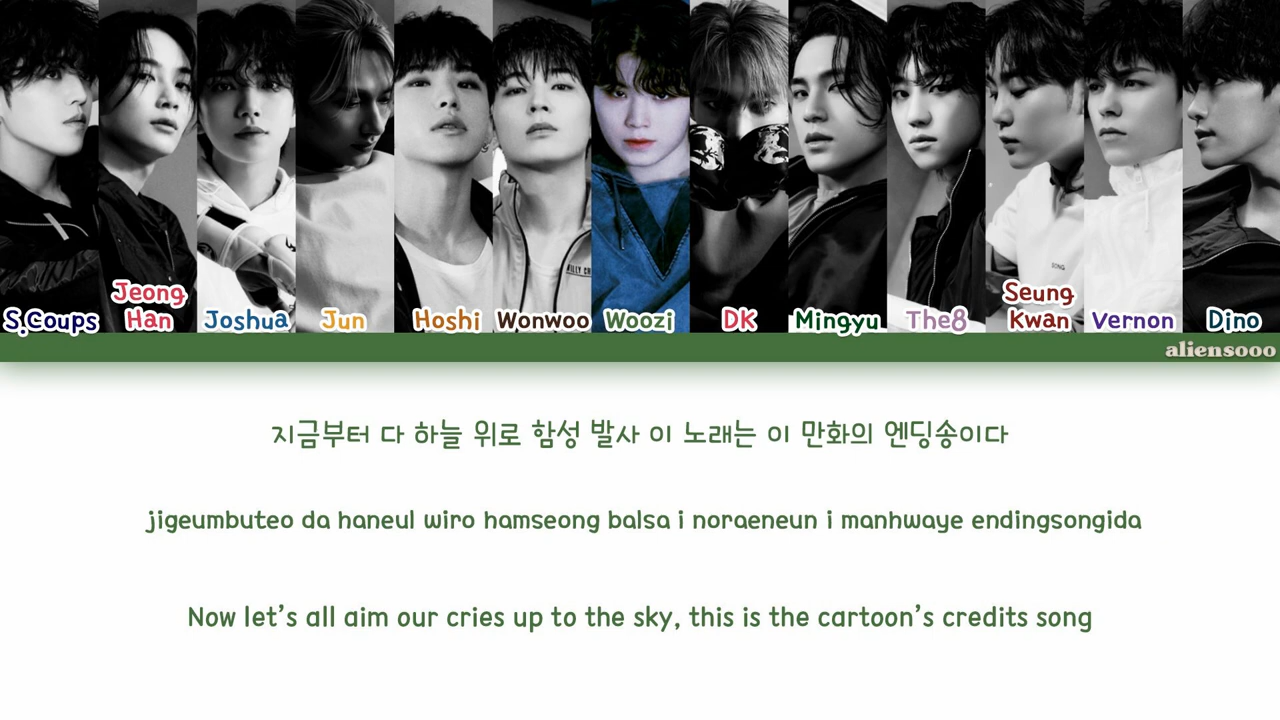 S.Coups
Jeong
Han
Joshua
Jun
Hoshi
Wonwoo
Woozi
DK
Mingyu
The8
Seung
Kwan
Vernon
Dino
SONG
aliensooo
지금부터 다 하늘 위로 함성 발사 이 노래는 이 만화의 엔딩송이다
jigeumbuteo da haneul wiro hamseong balsa i noraeneun i manhwaye endingsongida
Now let’s all aim our cries up to the sky, this is the cartoon’s credits song